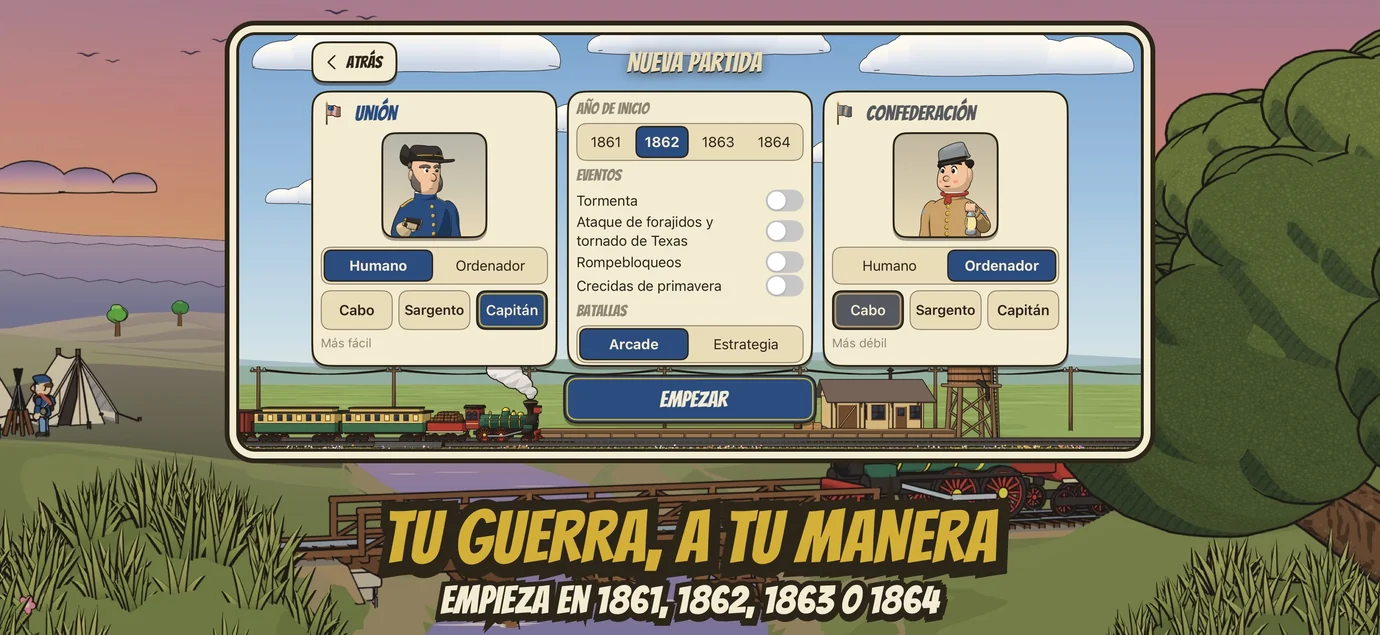 ATRÁS
NUEVA PARTIDA
UNIÓN
Humano
Ordenador
Cabo
Sargento
Capitán
Más fácil
AÑO DE INICIO
1861
1862
1863
1864
EVENTOS
Tormenta
Ataque de forajidos y
tornado de Texas
Rompebloqueos
Crecidas de primavera
BATALLAS
Arcade
Estrategia
CONFEDERACIÓN
Humano
Ordenador
Cabo
Sargento
Capitán
Más débil
EMPEZAR
TU GUERRA, A TU MANERA
EMPIEZA EN 1861, 1862, 1863 O 1864